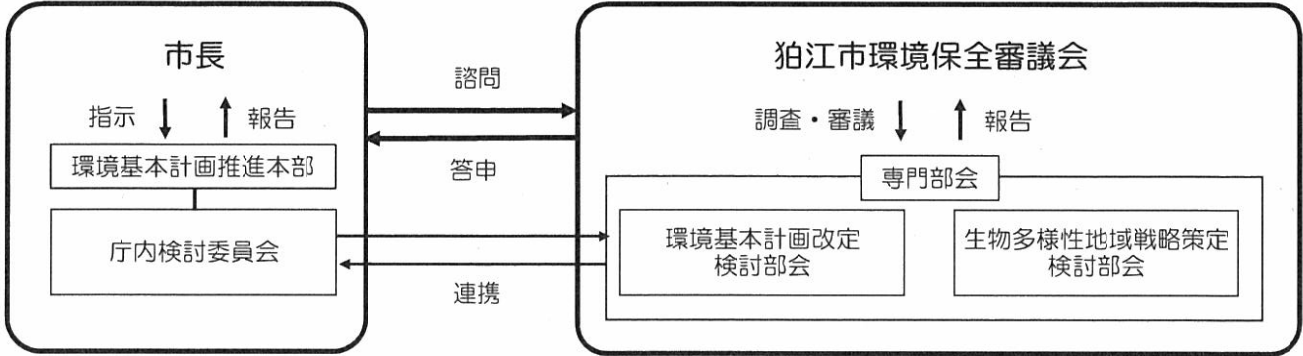 市長
指示
報告
環境基本計画推進本部
庁内検討委員会
諮問
答申
連携
狛江市環境保全審議会
調査・審議
報告
専門部会
環境基本計画改定
検討部会
生物多様性地域戦略策定
検討部会